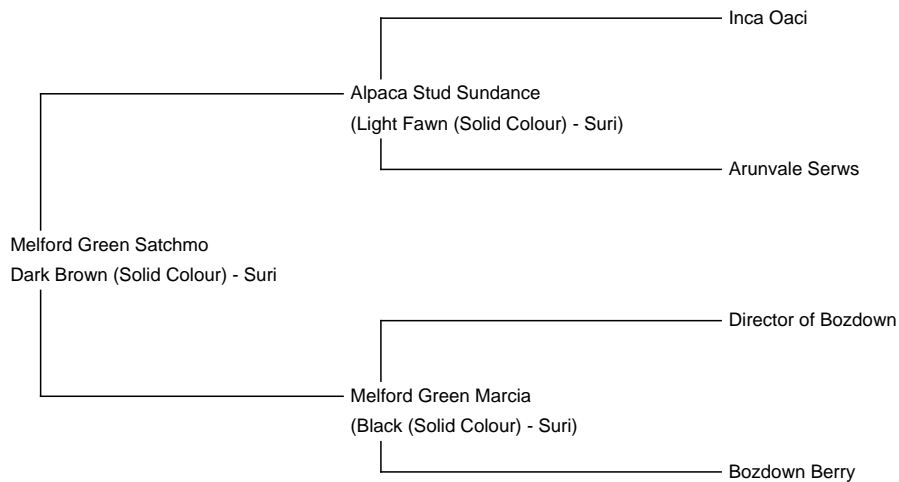 Inca Oaci
Alpaca Stud Sundance
(Light Fawn (Solid Colour) - Suri)
Arunvale Serws
Melford Green Satchmo
Dark Brown (Solid Colour) - Suri
Director of Bozdown
Melford Green Marcia
(Black (Solid Colour) - Suri)
Bozdown Berry